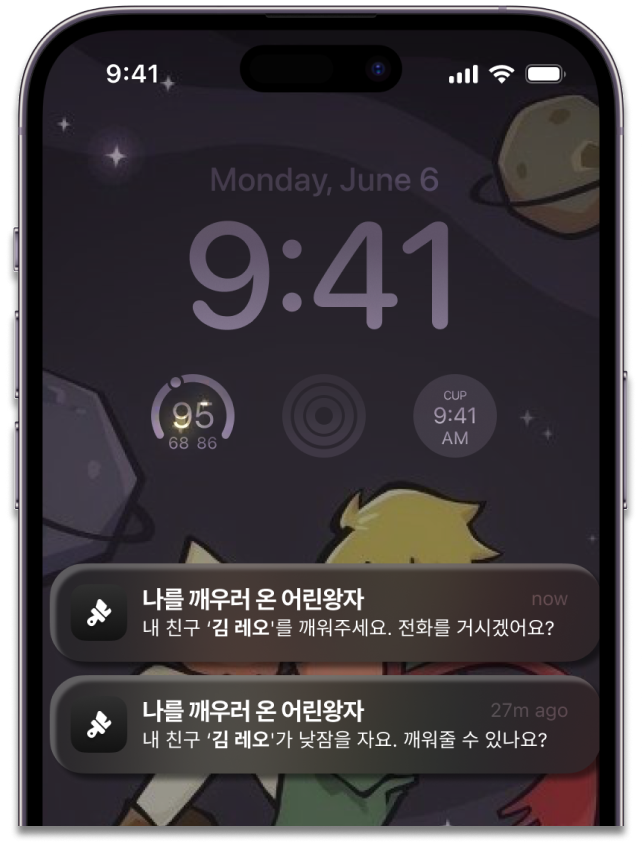 9:41
Monday, June 6
9:41
95
68 86
CUP
9:41
AM
나를 깨우러 온 어린왕자
now
내 친구 ‘김 레오'를 깨워주세요. 전화를 거시겠어요?
나를 깨우러 온 어린왕자
27m ago
내 친구 ‘김 레오'가 낮잠을 자요. 깨워줄 수 있나요?